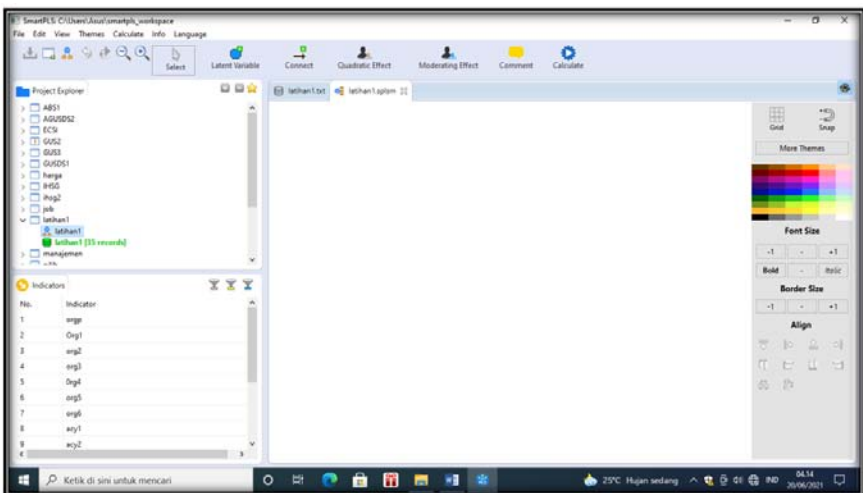 SmartPLS: C:\Users\Asus\smartpls_workspace
File Edit View Themes Calculate Info Language
Select Latent Variable Connect Quadratic Effect Moderating Effect Comment Calculate
Project Explorer
latihan1.txt latihan1.splsm
ABS1
AGUSDS2
ECSI
GUS2
GUS3
GUSDS1
herga
IHSG
ihsg2
job
latihan1
latihan1
latihan1 [35 records]
manajemen
Indicators
No. Indicator
1 orgp
2 Org1
3 org2
4 org3
5 Org4
6 org5
7 org6
8 acy1
9 acy2
Grid Snap
More Themes
Font Size
-1 - +1
Bold - Italic
Border Size
-1 - +1
Align
Ketik di sini untuk mencari
25°C Hujan sedang
IND
04.14
20/06/2021